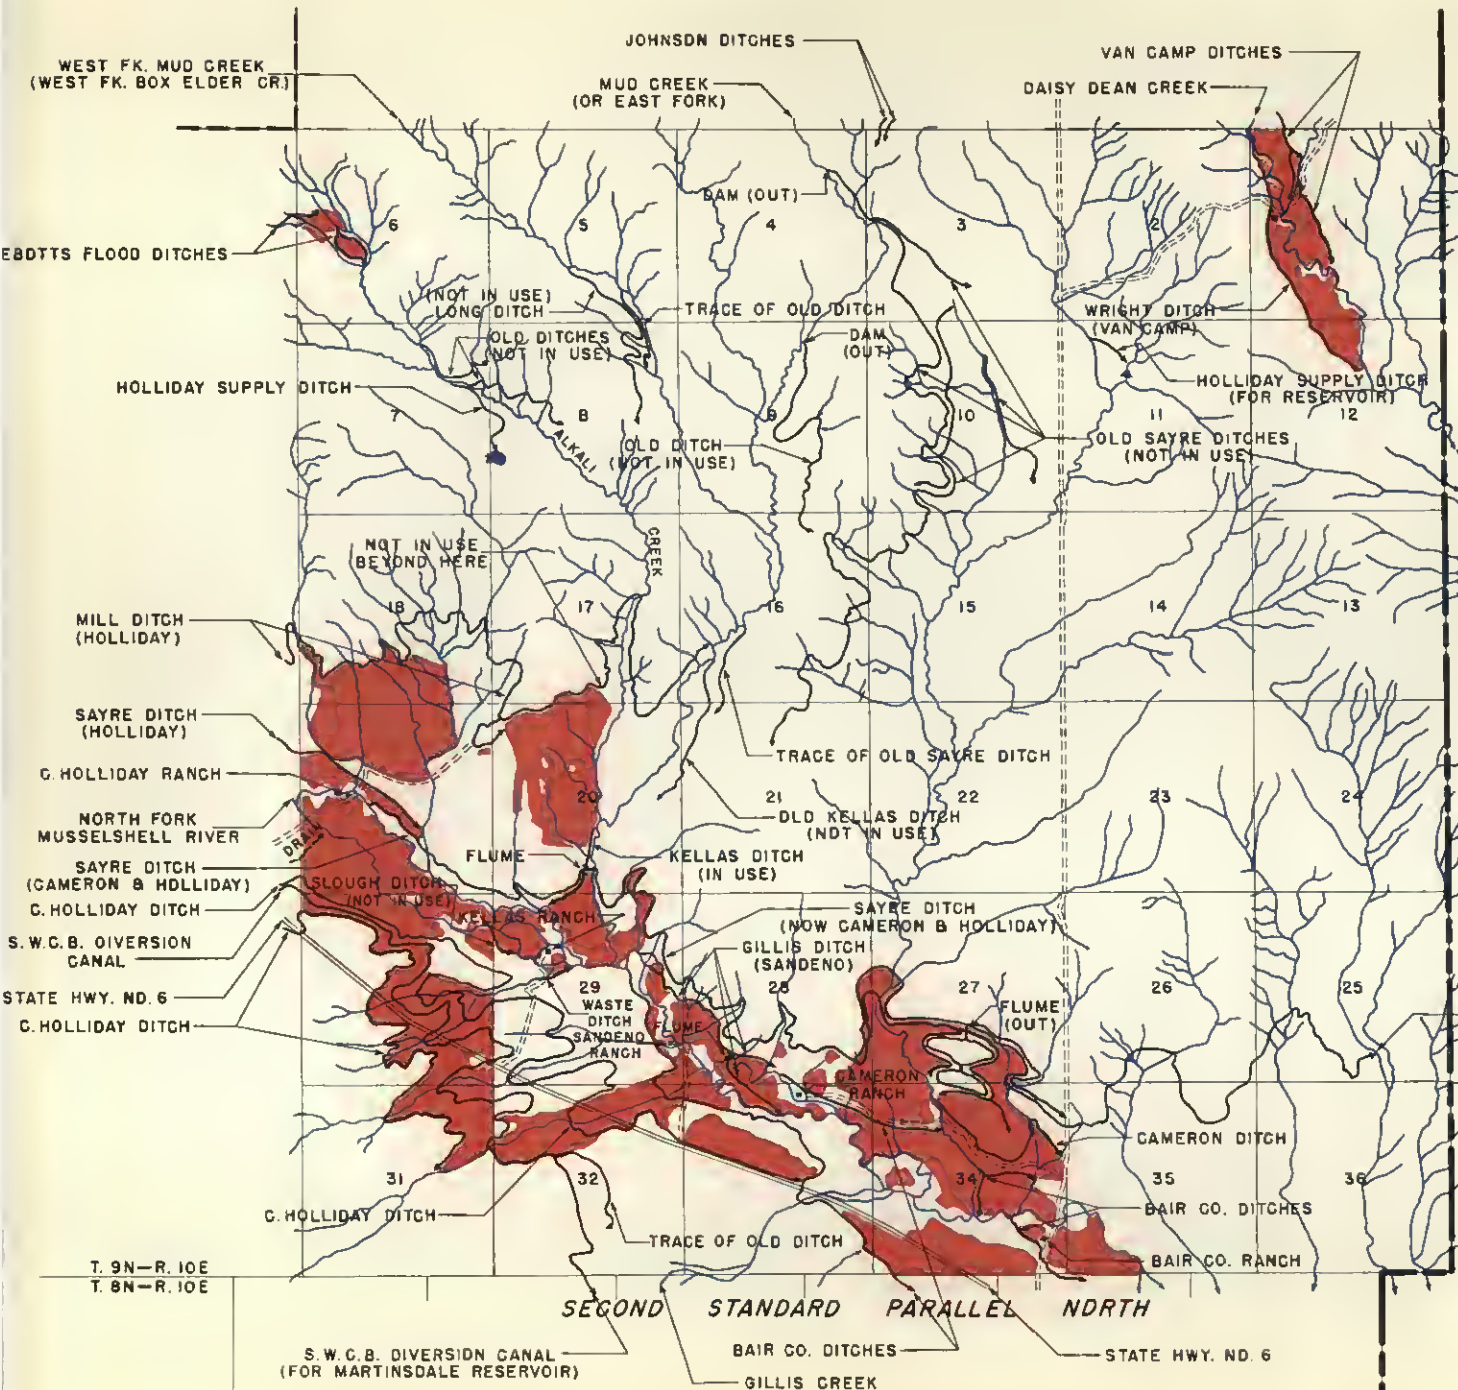 JOHNSON DITCHES
VAN CAMP DITCHES
WEST FK. MUD CREEK
(WEST FK. BOX ELDER CR.)
MUD CREEK
(OR EAST FORK)
DAISY DEAN CREEK
DAM (OUT)
6
5
4
3
2
1
EBOTTS FLOOD DITCHES
(NOT IN USE)
LONG DITCH
TRACE OF OLD DITCH
WRIGHT DITCH
(VAN CAMP)
OLD DITCHES
(NOT IN USE)
DAM
(OUT)
HOLLIDAY SUPPLY DITCH
HOLLIDAY SUPPLY DITCH
(FOR RESERVOIR)
7
8
9
10
11
12
ALKALI
CREEK
OLD DITCH
(NOT IN USE)
OLD SAYRE DITCHES
(NOT IN USE)
NOT IN USE
BEYOND HERE
18
17
16
15
14
13
MILL DITCH
(HOLLIDAY)
SAYRE DITCH
(HOLLIDAY)
TRACE OF OLD SAYRE DITCH
C. HOLLIDAY RANCH
20
21
22
23
24
NORTH FORK
MUSSELSHELL RIVER
OLD KELLAS DITCH
(NOT IN USE)
DRAIN
FLUME
KELLAS DITCH
(IN USE)
SAYRE DITCH
(CAMERON & HOLLIDAY)
SLOUGH DITCH
(NOT IN USE)
C. HOLLIDAY DITCH
KELLAS RANCH
SAYRE DITCH
(NOW CAMERON & HOLLIDAY)
S.W.C.B. DIVERSION
CANAL
GILLIS DITCH
(SANDENO)
29
28
27
26
25
STATE HWY. NO. 6
C. HOLLIDAY DITCH
WASTE
DITCH
SANDENO
RANCH
FLUME
FLUME
(OUT)
CAMERON
RANCH
CAMERON DITCH
31
32
34
35
36
C. HOLLIDAY DITCH
BAIR CO. DITCHES
TRACE OF OLD DITCH
BAIR CO. RANCH
T. 9N—R. 10E
T. 8N—R. 10E
SECOND STANDARD PARALLEL NORTH
S.W.C.B. DIVERSION CANAL
(FOR MARTINSDALE RESERVOIR)
BAIR CO. DITCHES
STATE HWY. NO. 6
GILLIS CREEK